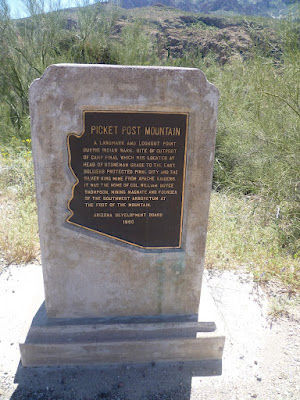 PICKET POST MOUNTAIN
A LANDMARK AND LOOKOUT POINT
DURING INDIAN WARS. SITE OF OUTPOST
OF CAMP PINAL WHICH WAS LOCATED AT
HEAD OF STONEMAN GRADE TO THE EAST.
SOLDIERS PROTECTED PINAL CITY AND THE
SILVER KING MINE FROM APACHE RAIDERS.
IT WAS THE HOME OF COL. WILLIAM BOYCE
THOMPSON, MINING MAGNATE AND FOUNDER
OF THE SOUTHWEST ARBORETUM AT
THE FOOT OF THE MOUNTAIN.
ARIZONA DEVELOPMENT BOARD
1960